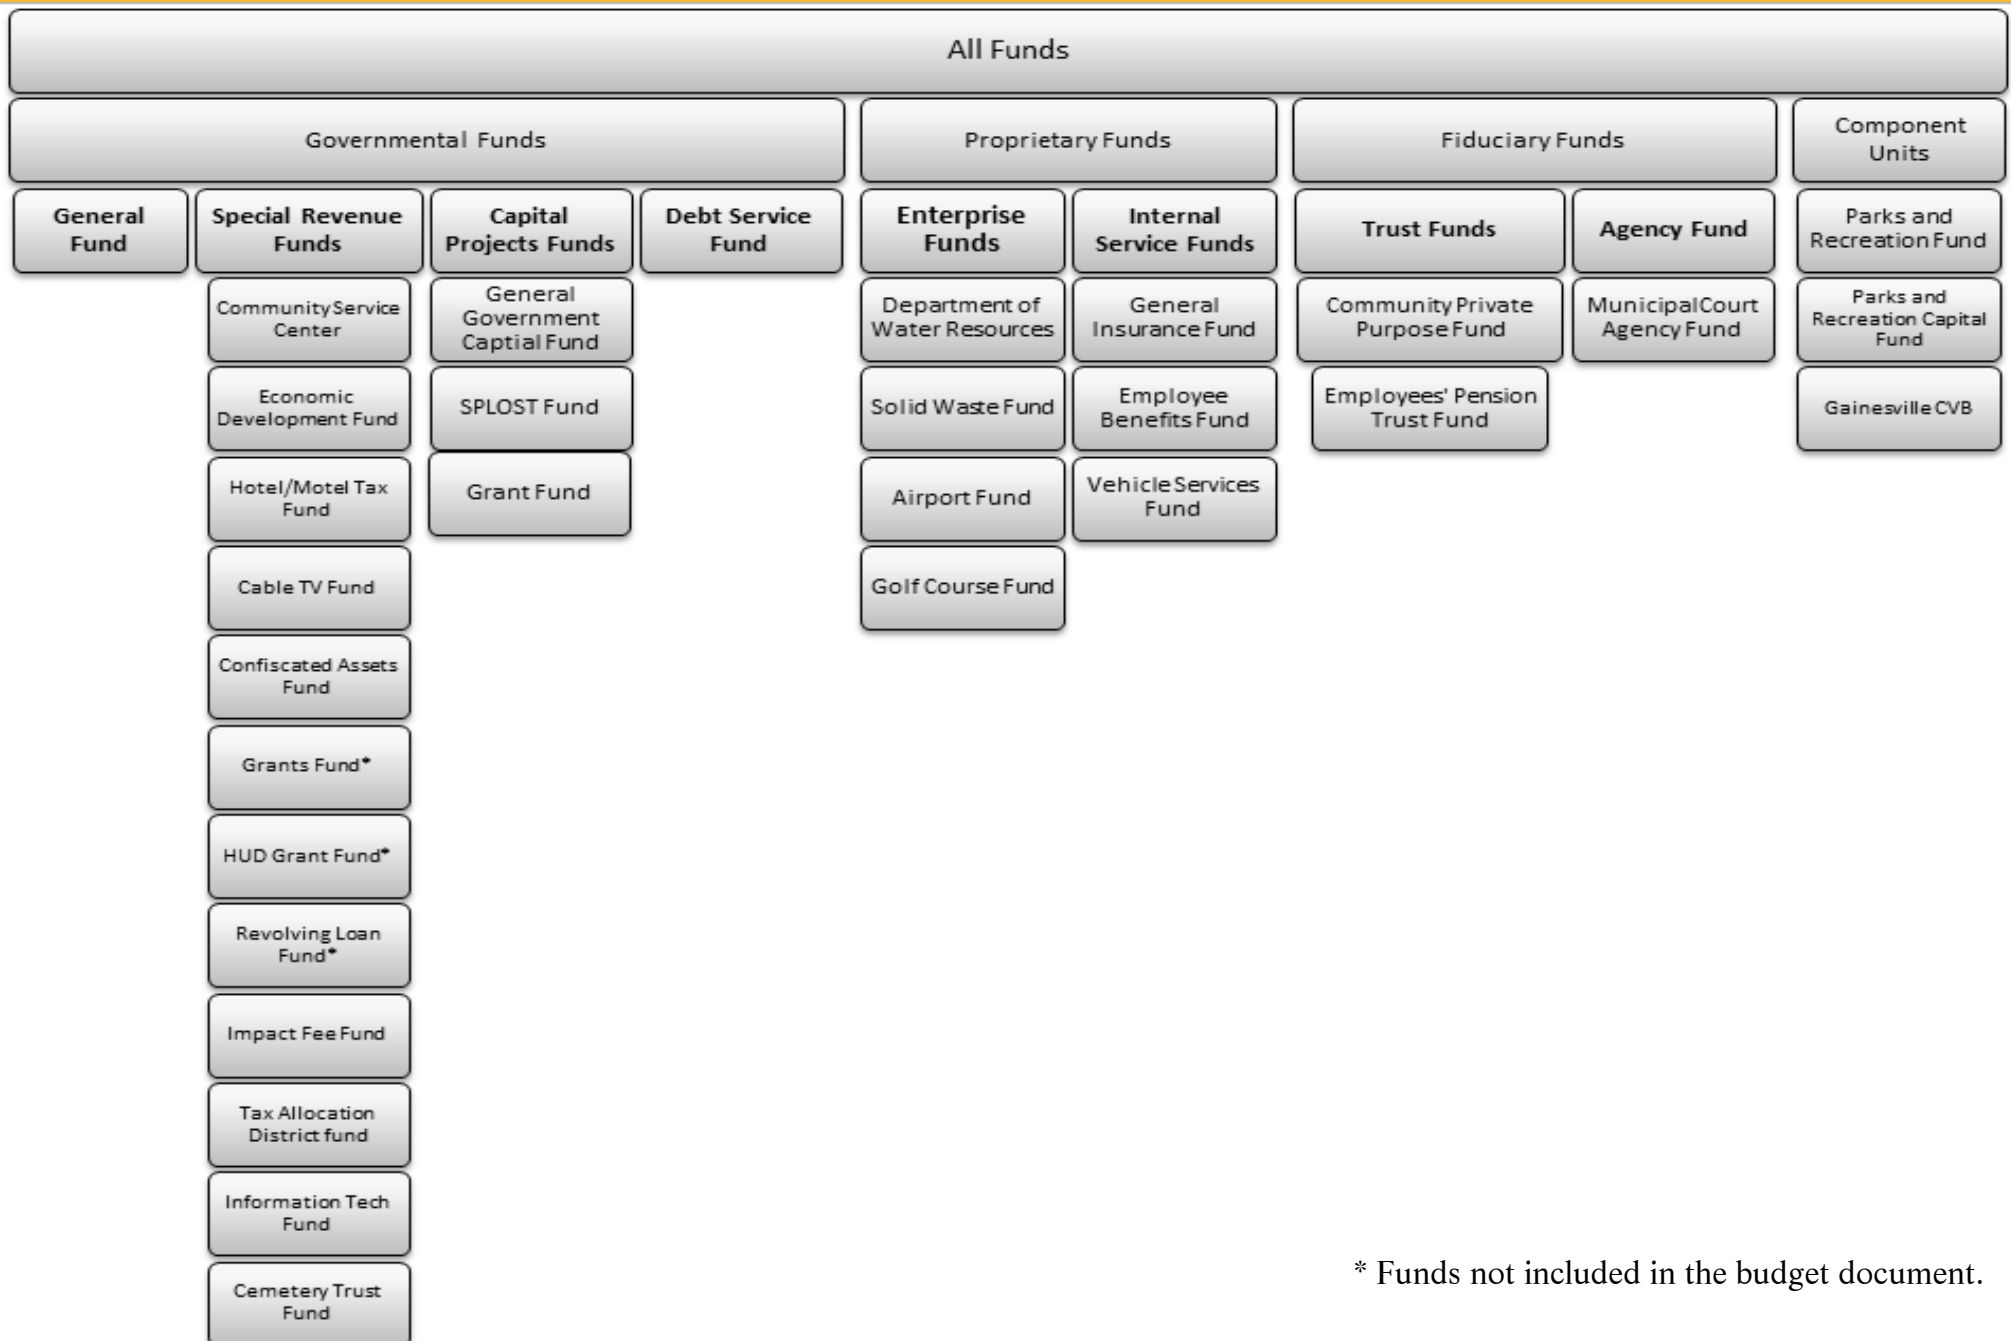 All Funds
Governmental Funds
Proprietary Funds
Fiduciary Funds
Component
Units
General
Fund
Special Revenue
Funds
Capital
Projects Funds
Debt Service
Fund
Enterprise
Funds
Internal
Service Funds
Trust Funds
Agency Fund
Parks and
Recreation Fund
Community Service
Center
General
Government
Captial Fund
Department of
Water Resources
General
Insurance Fund
Community Private
Purpose Fund
Municipal Court
Agency Fund
Parks and
Recreation Capital
Fund
Economic
Development Fund
SPLOST Fund
Solid Waste Fund
Employee
Benefits Fund
Employees' Pension
Trust Fund
Gainesville CVB
Hotel/Motel Tax
Fund
Grant Fund
Airport Fund
Vehicle Services
Fund
Cable TV Fund
Golf Course Fund
Confiscated Assets
Fund
Grants Fund*
HUD Grant Fund*
Revolving Loan
Fund*
Impact Fee Fund
Tax Allocation
District fund
Information Tech
Fund
Cemetery Trust
Fund
* Funds not included in the budget document.